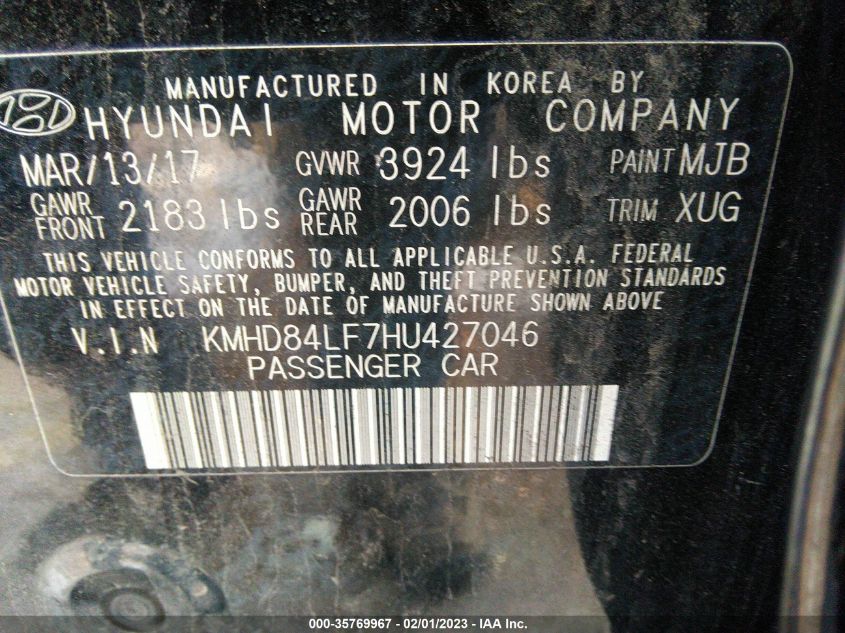 MANUFACTURED IN KOREA BY
HYUNDAI MOTOR COMPANY
MAR/13/17 GVWR 3924 lbs PAINT MJB
GAWR FRONT 2183 lbs GAWR REAR 2006 lbs TRIM XUG
THIS VEHICLE CONFORMS TO ALL APPLICABLE U.S.A. FEDERAL
MOTOR VEHICLE SAFETY, BUMPER, AND THEFT PREVENTION STANDARDS
IN EFFECT ON THE DATE OF MANUFACTURE SHOWN ABOVE.
V.I.N KMHD84LF7HU427046
PASSENGER CAR
000-35769967 - 02/01/2023 - IAA Inc.